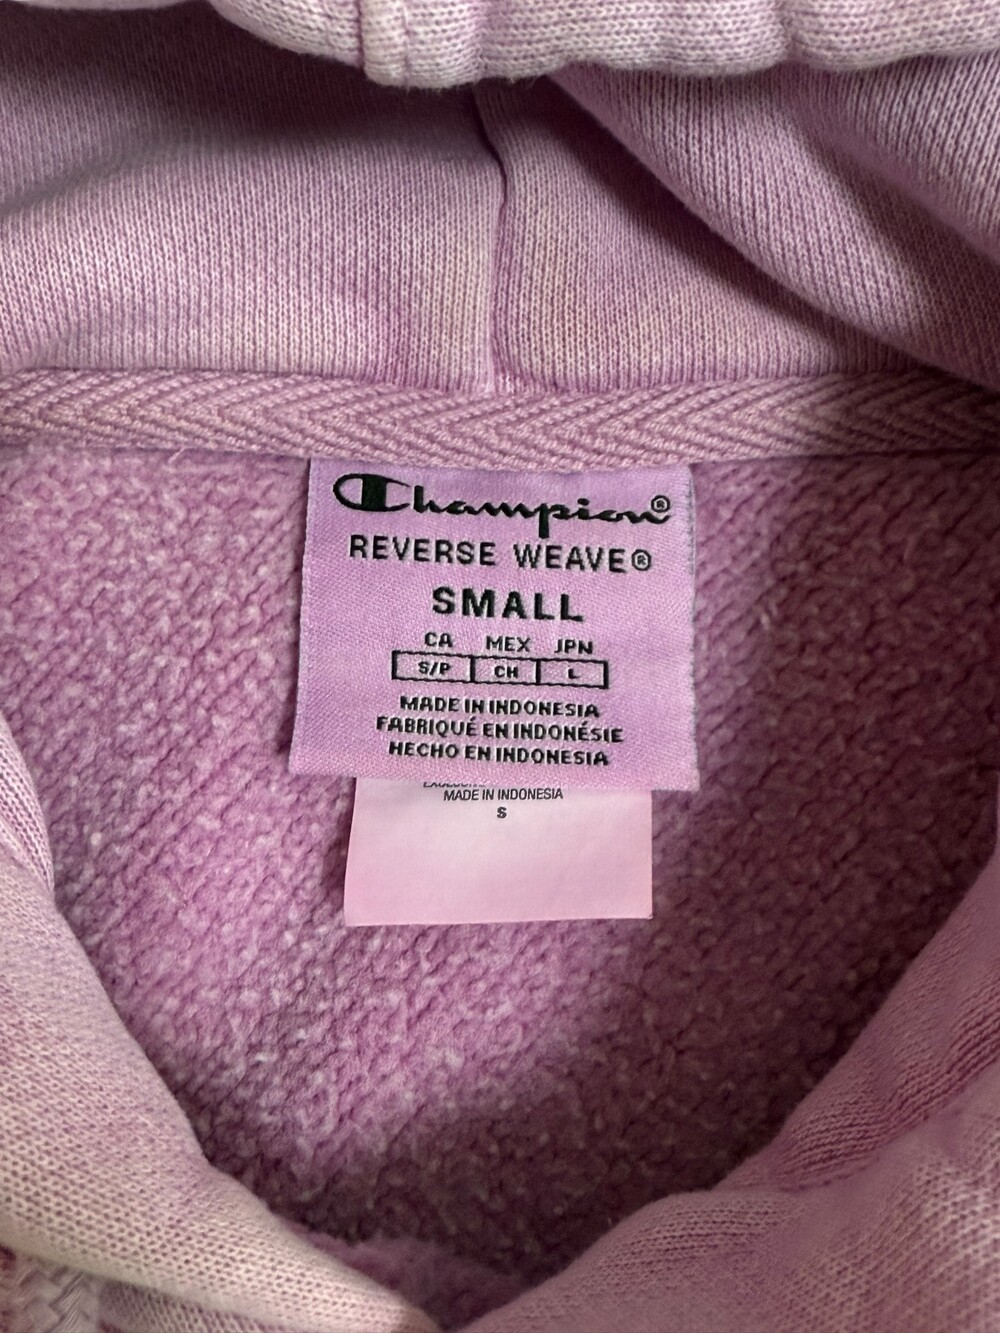 Champion®
REVERSE WEAVE®
SMALL
CA MEX JPN
S/P CH L
MADE IN INDONESIA
FABRIQUÉ EN INDONÉSIE
HECHO EN INDONESIA
MADE IN INDONESIA
S